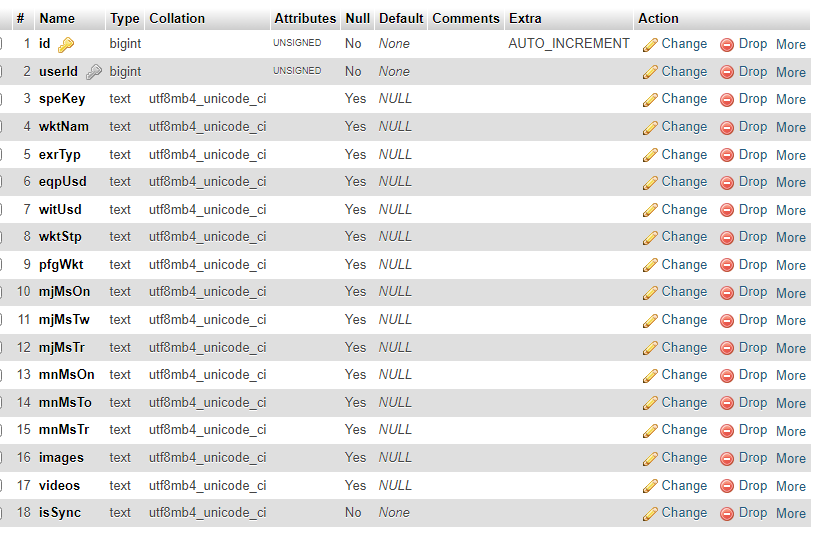 # Name Type Collation Attributes Null Default Comments Extra Action
1 id bigint UNSIGNED No None AUTO_INCREMENT Change Drop More
2 userId bigint UNSIGNED No None Change Drop More
3 speKey text utf8mb4_unicode_ci Yes NULL Change Drop More
4 wktNam text utf8mb4_unicode_ci Yes NULL Change Drop More
5 exrTyp text utf8mb4_unicode_ci Yes NULL Change Drop More
6 eqpUsd text utf8mb4_unicode_ci Yes NULL Change Drop More
7 witUsd text utf8mb4_unicode_ci Yes NULL Change Drop More
8 wktStp text utf8mb4_unicode_ci Yes NULL Change Drop More
9 pfgWkt text utf8mb4_unicode_ci Yes NULL Change Drop More
10 mjMsOn text utf8mb4_unicode_ci Yes NULL Change Drop More
11 mjMsTw text utf8mb4_unicode_ci Yes NULL Change Drop More
12 mjMsTr text utf8mb4_unicode_ci Yes NULL Change Drop More
13 mnMsOn text utf8mb4_unicode_ci Yes NULL Change Drop More
14 mnMsTo text utf8mb4_unicode_ci Yes NULL Change Drop More
15 mnMsTr text utf8mb4_unicode_ci Yes NULL Change Drop More
16 images text utf8mb4_unicode_ci Yes NULL Change Drop More
17 videos text utf8mb4_unicode_ci Yes NULL Change Drop More
18 isSync text utf8mb4_unicode_ci No None Change Drop More